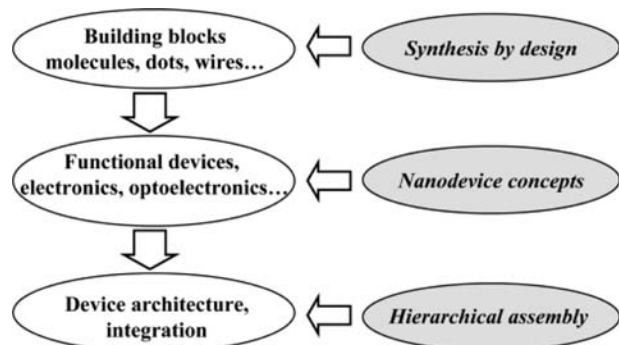 Building blocks
molecules, dots, wires…
Synthesis by design
Functional devices,
electronics, optoelectronics…
Nanodevice concepts
Device architecture,
integration
Hierarchical assembly